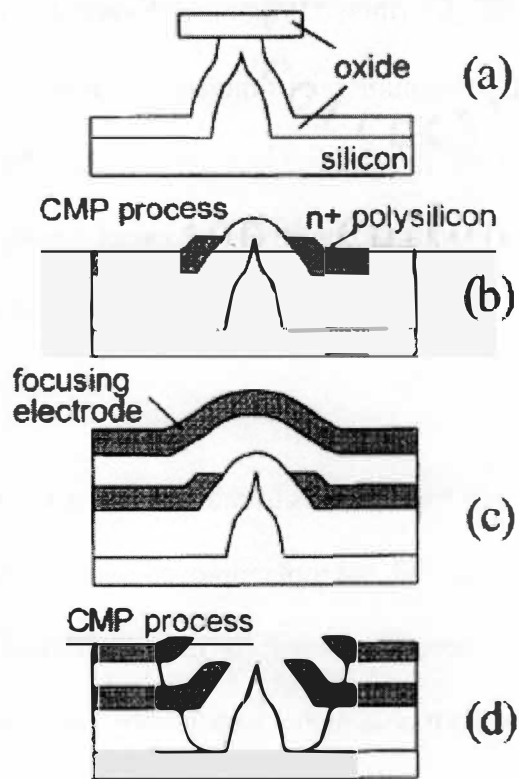 oxide
(a)
silicon
CMP process
n+ polysilicon
(b)
focusing
electrode
(c)
CMP process
(d)